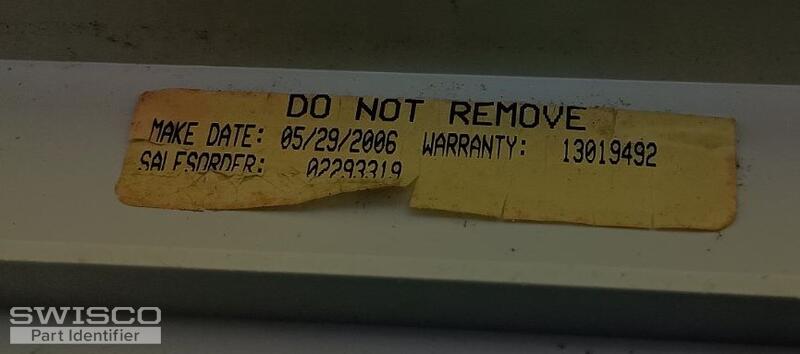 DO NOT REMOVE
MAKE DATE: 05/29/2006 WARRANTY: 13019492
SALESORDER: 02293319
SWISCO
Part Identifier